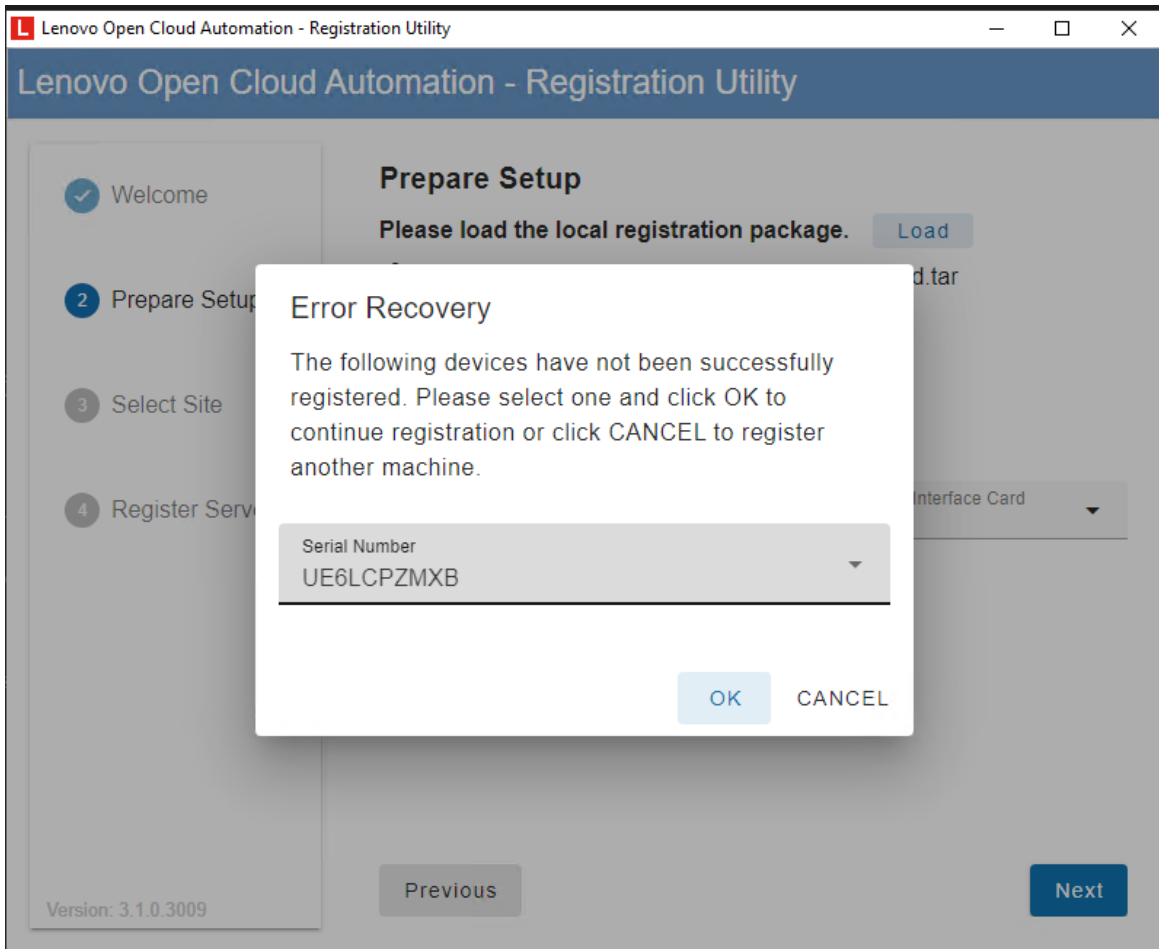 L Lenovo Open Cloud Automation - Registration Utility
Lenovo Open Cloud Automation - Registration Utility
Welcome
2 Prepare Setup
3 Select Site
4 Register
Version: 3.1.0.3009
Prepare Setup
Please load the local registration package. Load
d.tar
Interface Card
Error Recovery
The following devices have not been successfully
registered. Please select one and click OK to
continue registration or click CANCEL to register
another machine.
Serial Number
UE6LCPZMXB
OK CANCEL
Previous Next